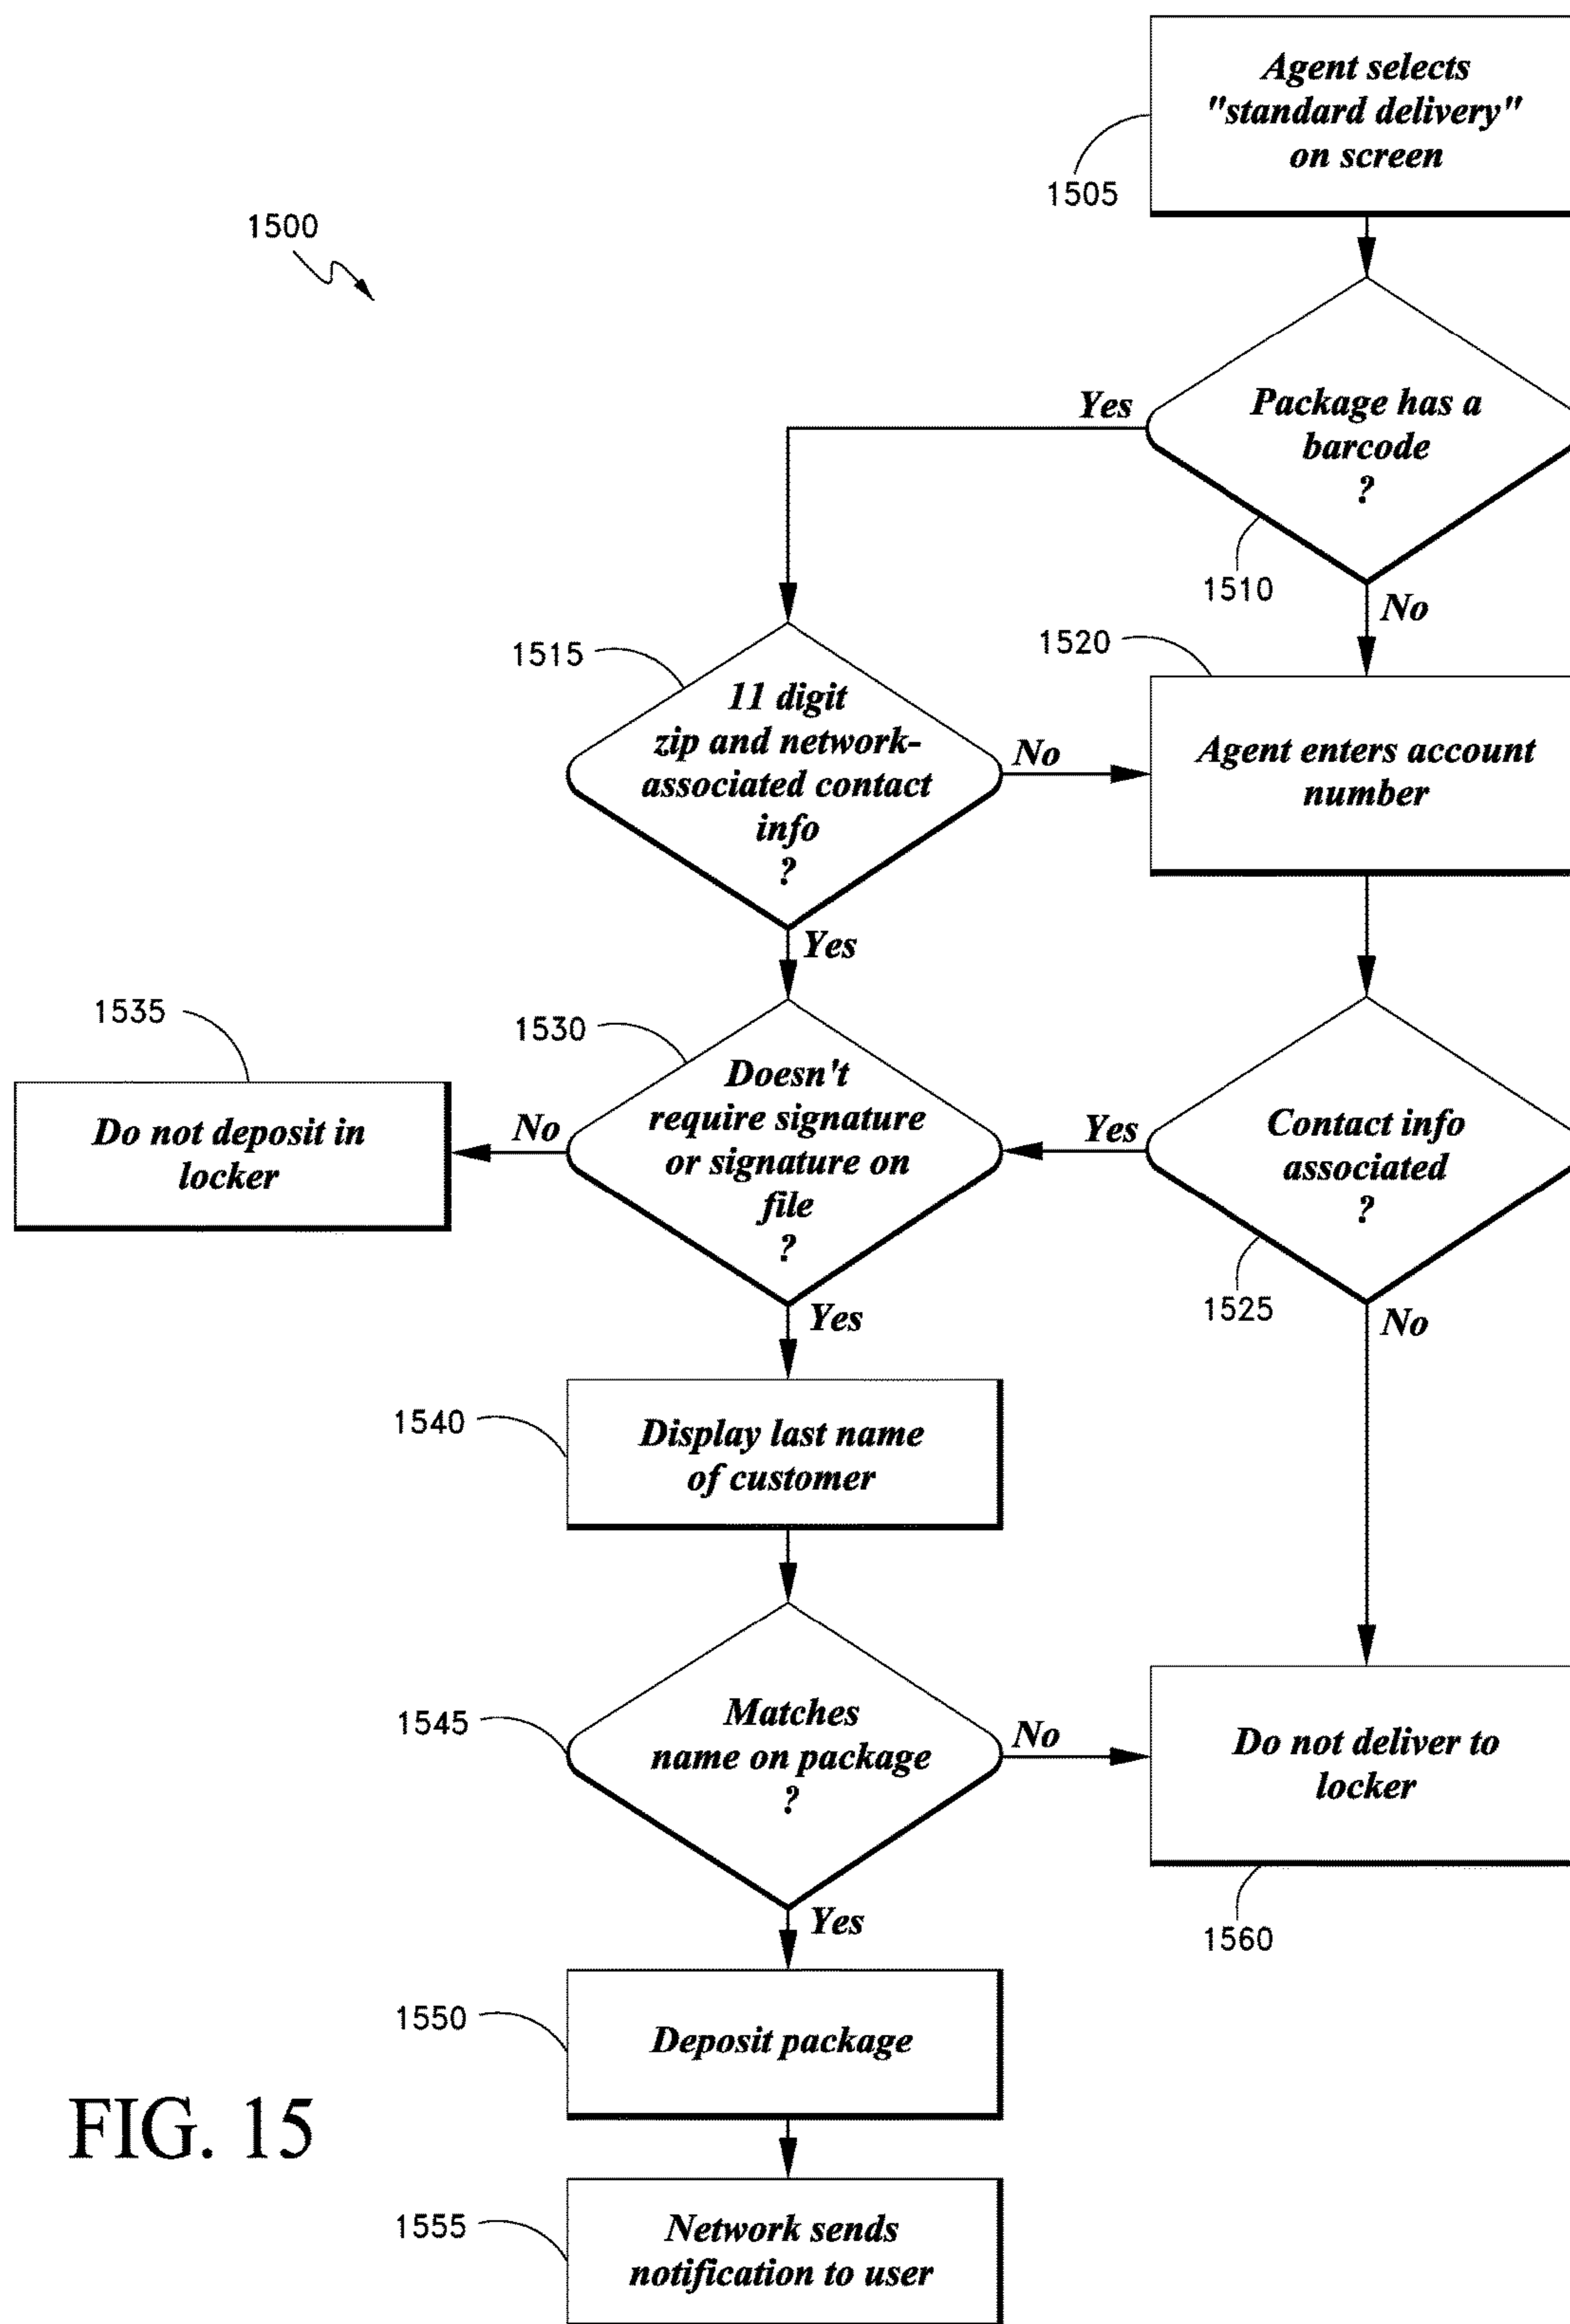 Agent selects
"standard delivery"
on screen
1505
1500
Package has a
barcode
?
Yes
1510
No
1515
11 digit
zip and network-
associated contact
info
?
No
Yes
1520
Agent enters account
number
1535
Do not deposit in
locker
No
1530
Doesn't
require signature
or signature on
file
?
Yes
Yes
Contact info
associated
?
1525
No
1540
Display last name
of customer
1545
Matches
name on package
?
No
Yes
Do not deliver to
locker
1560
1550
Deposit package
1555
Network sends
notification to user
FIG. 15